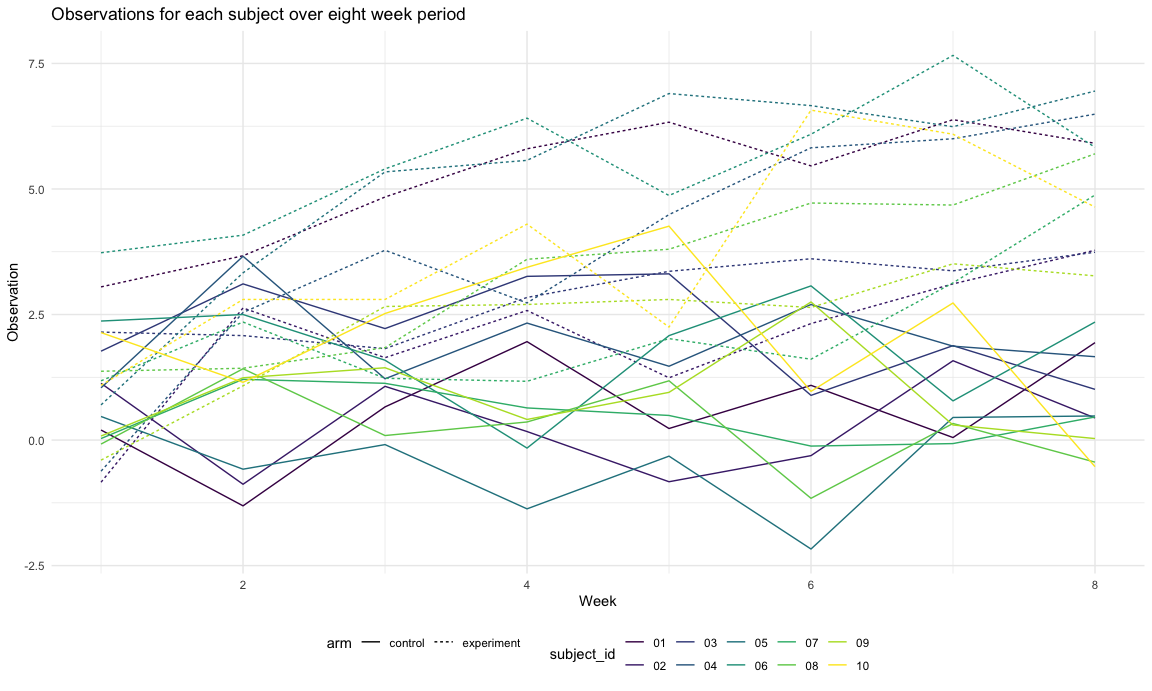 Observations for each subject over eight week period
7.5
5.0
2.5
0.0
-2.5
Observation
2 4 6 8
Week
arm control experiment
subject_id 01 03 05 07 09
02 04 06 08 10